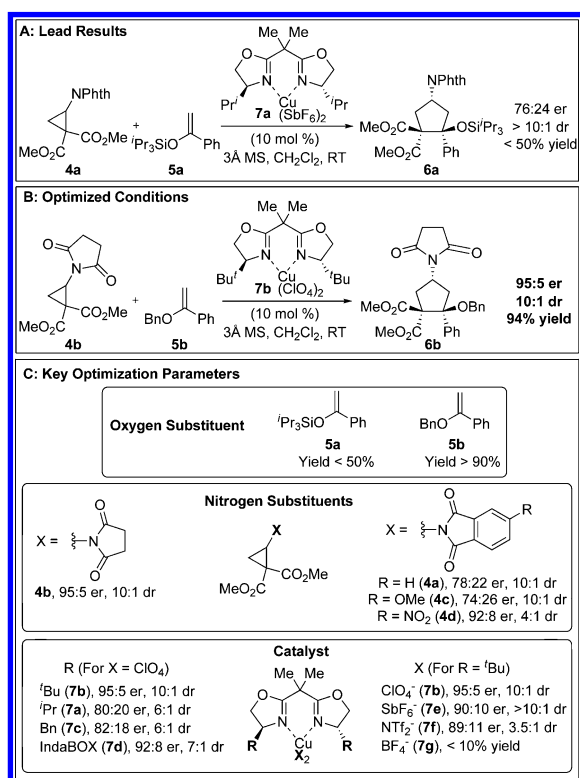 A: Lead Results
Me Me
NPhth
O O
N N
Prⁱ ⁱPr
Cu
7a (SbF₆)₂
MeO₂C CO₂Me
4a
+
ⁱPr₃SiO Ph
5a
(10 mol %)
3Å MS, CH₂Cl₂, RT
NPhth
MeO₂C OSiⁱPr₃
MeO₂C Ph
6a
76:24 er
> 10:1 dr
< 50% yield
B: Optimized Conditions
Me Me
O O
N N
Buᵗ ᵗBu
Cu
7b (ClO₄)₂
O N O
MeO₂C CO₂Me
4b
+
BnO Ph
5b
(10 mol %)
3Å MS, CH₂Cl₂, RT
O N O
MeO₂C OBn
MeO₂C Ph
6b
95:5 er
10:1 dr
94% yield
C: Key Optimization Parameters
Oxygen Substituent
ⁱPr₃SiO Ph
5a
Yield < 50%
BnO Ph
5b
Yield > 90%
Nitrogen Substituents
X = N O O
4b, 95:5 er, 10:1 dr
X
MeO₂C CO₂Me
X = N O O R
R = H (4a), 78:22 er, 10:1 dr
R = OMe (4c), 74:26 er, 10:1 dr
R = NO₂ (4d), 92:8 er, 4:1 dr
Catalyst
R (For X = ClO₄)
ᵗBu (7b), 95:5 er, 10:1 dr
ⁱPr (7a), 80:20 er, 6:1 dr
Bn (7c), 82:18 er, 6:1 dr
IndaBOX (7d), 92:8 er, 7:1 dr
Me Me
O O
N N
R R
Cu
X₂
X (For R = ᵗBu)
ClO₄⁻ (7b), 95:5 er, 10:1 dr
SbF₆⁻ (7e), 90:10 er, >10:1 dr
NTf₂⁻ (7f), 89:11 er, 3.5:1 dr
BF₄⁻ (7g), < 10% yield